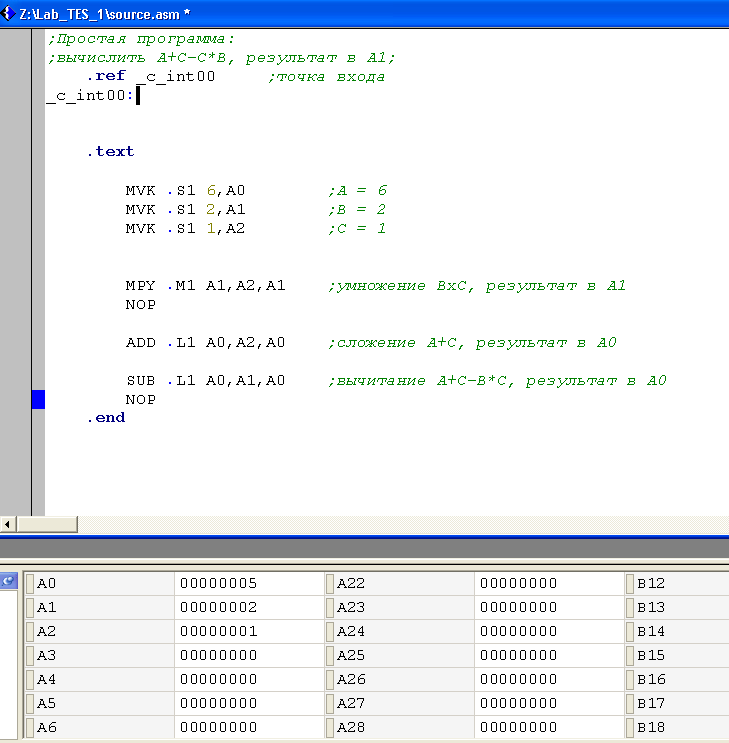 Z:\Lab_TES_1\source.asm *
;Простая программа:
;вычислить A+C-C*B, результат в A1;
.ref _c_int00 ;точка входа
_c_int00:
.text
MVK .S1 6,A0 ;A = 6
MVK .S1 2,A1 ;B = 2
MVK .S1 1,A2 ;C = 1
MPY .M1 A1,A2,A1 ;умножение BxC, результат в A1
NOP
ADD .L1 A0,A2,A0 ;сложение A+C, результат в A0
SUB .L1 A0,A1,A0 ;вычитание A+C-B*C, результат в A0
NOP
.end
A0 00000005 A22 00000000 B12
A1 00000002 A23 00000000 B13
A2 00000001 A24 00000000 B14
A3 00000000 A25 00000000 B15
A4 00000000 A26 00000000 B16
A5 00000000 A27 00000000 B17
A6 00000000 A28 00000000 B18